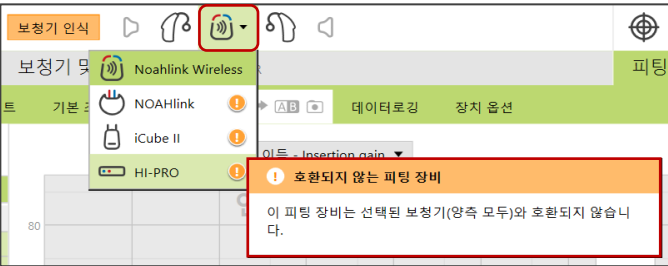 보청기 인식
보청기 및
피팅
Noahlink Wireless
트
기본
AB
데이터로깅
장치 옵션
NOAHlink
iCube II
이득 - Insertion gain
HI-PRO
호환되지 않는 피팅 장비
이 피팅 장비는 선택된 보청기(양측 모두)와 호환되지 않습니
다.
80